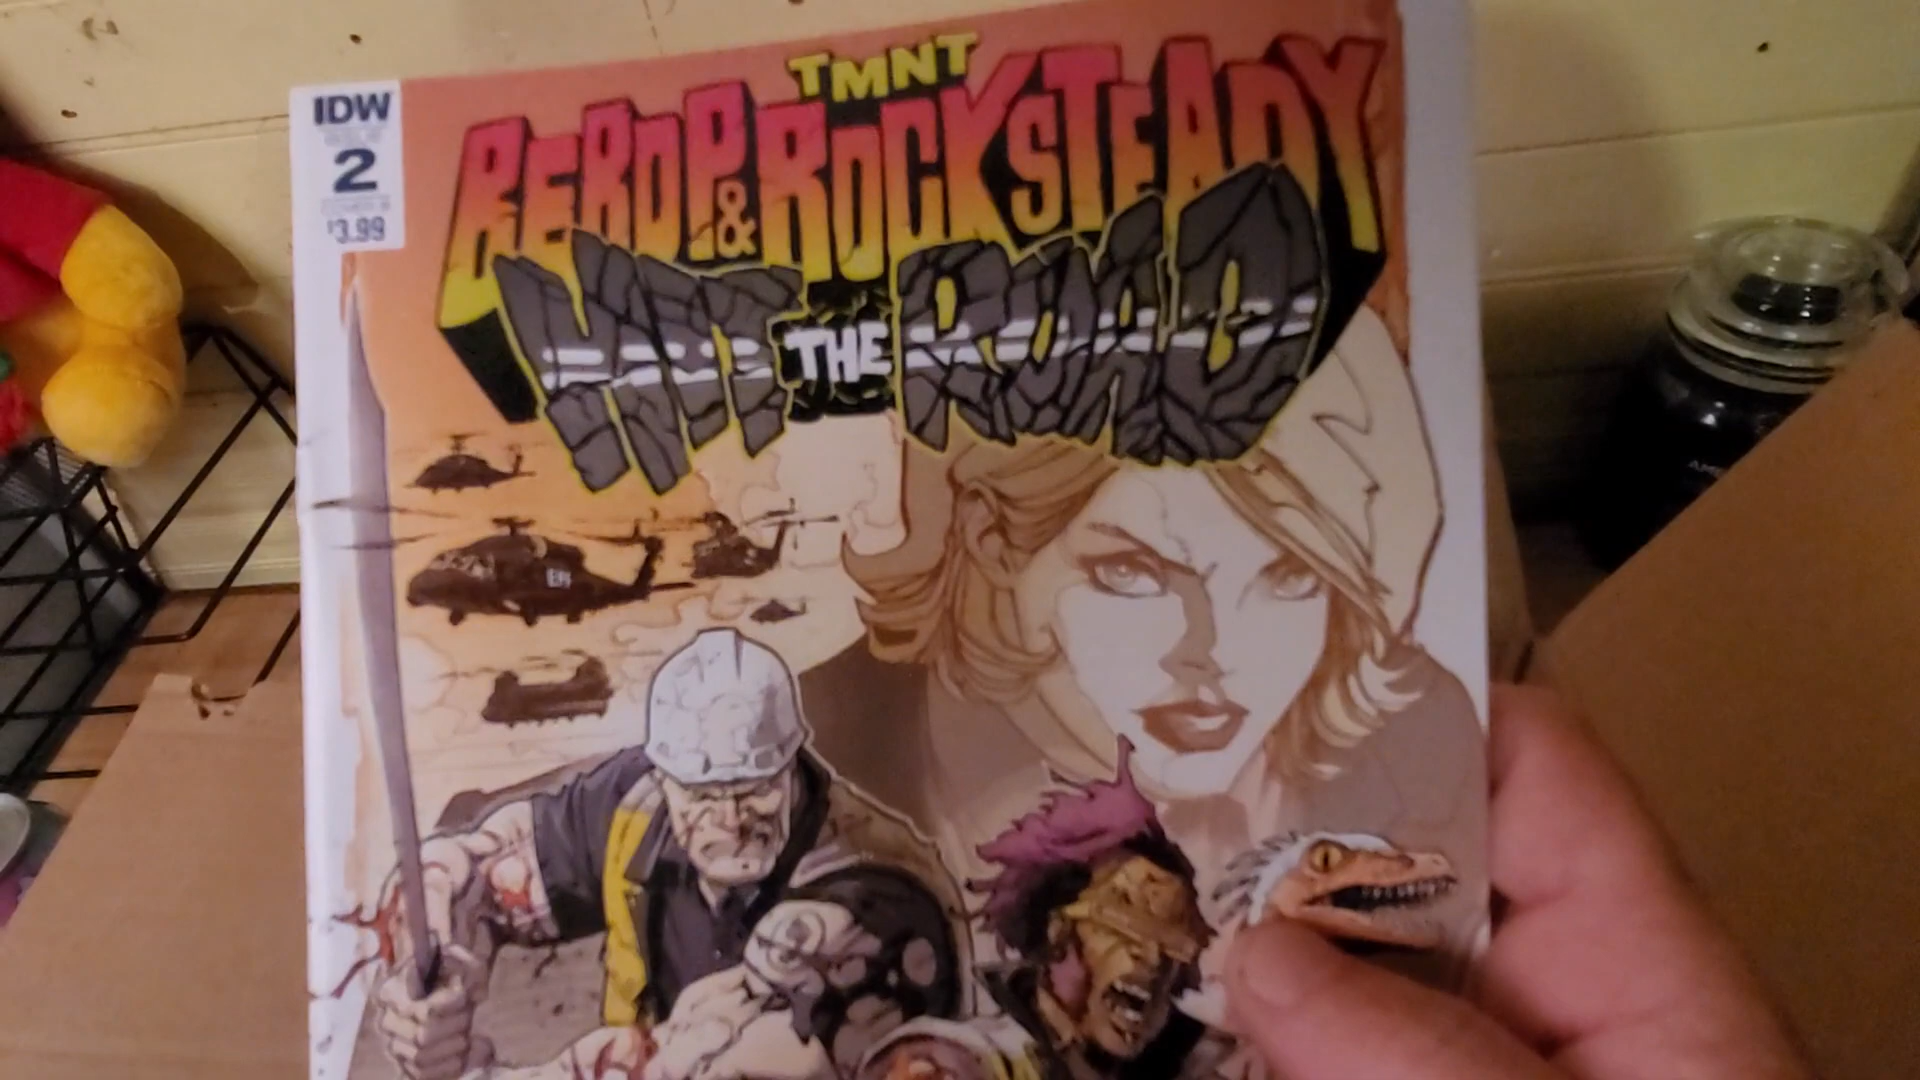 IDW
2
$3.99
TMNT
BEBOP & ROCKSTEADY
HIT THE ROAD